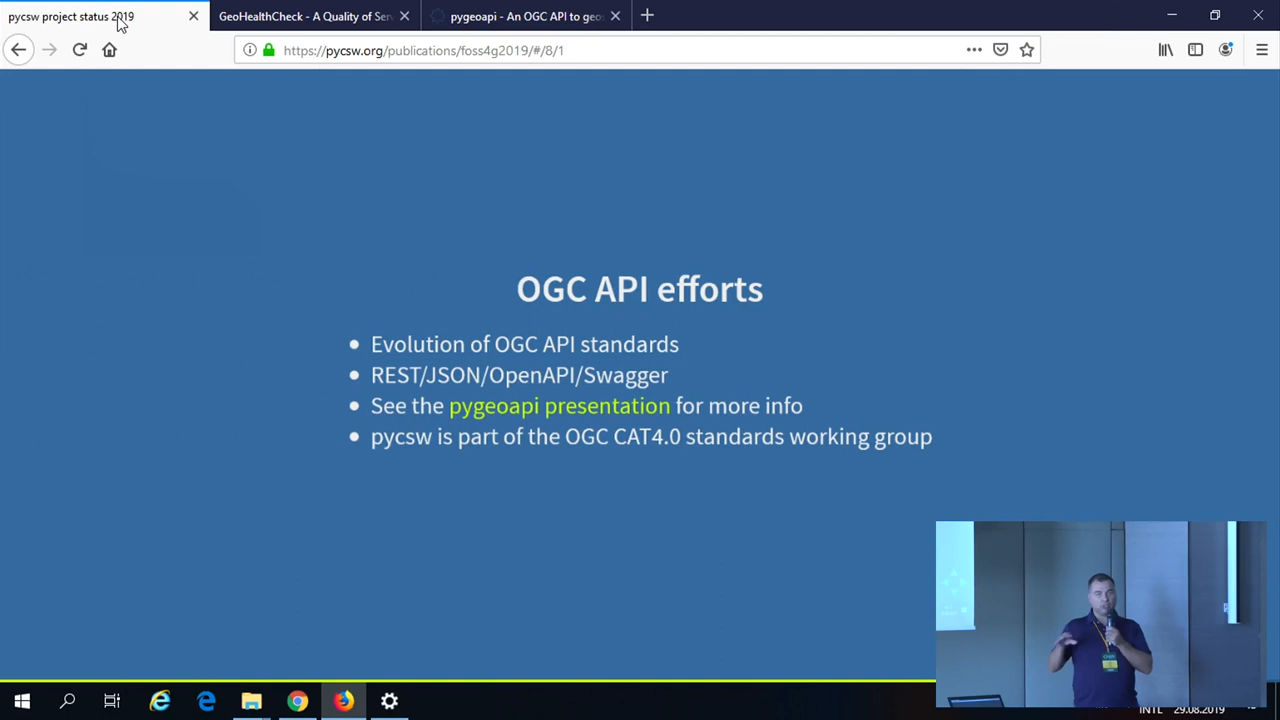 pycsw project status 2019
GeoHealthCheck - A Quality of Ser
pygeoapi - An OGC API to geos
https://pycsw.org/publications/foss4g2019/#/8/1
OGC API efforts
Evolution of OGC API standards
REST/JSON/OpenAPI/Swagger
See the pygeoapi presentation for more info
pycsw is part of the OGC CAT4.0 standards working group
INTL 29.08.2019